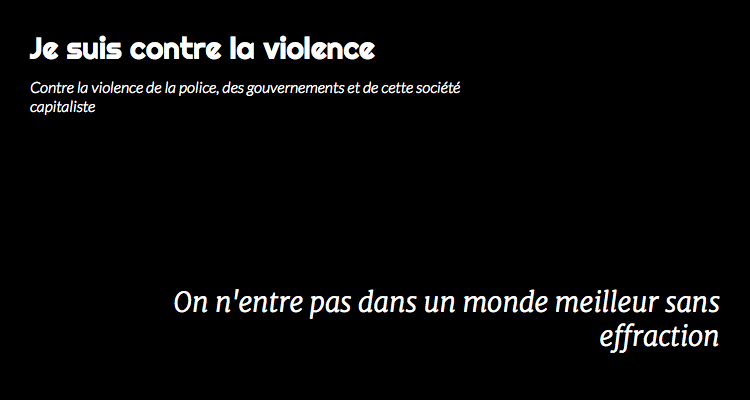 Je suis contre la violence
Contre la violence de la police, des gouvernements et de cette société
capitaliste
On n'entre pas dans un monde meilleur sans
effraction